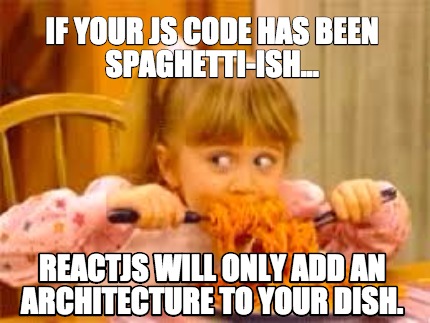 IF YOUR JS CODE HAS BEEN
SPAGHETTI-ISH...
REACTJS WILL ONLY ADD AN
ARCHITECTURE TO YOUR DISH.